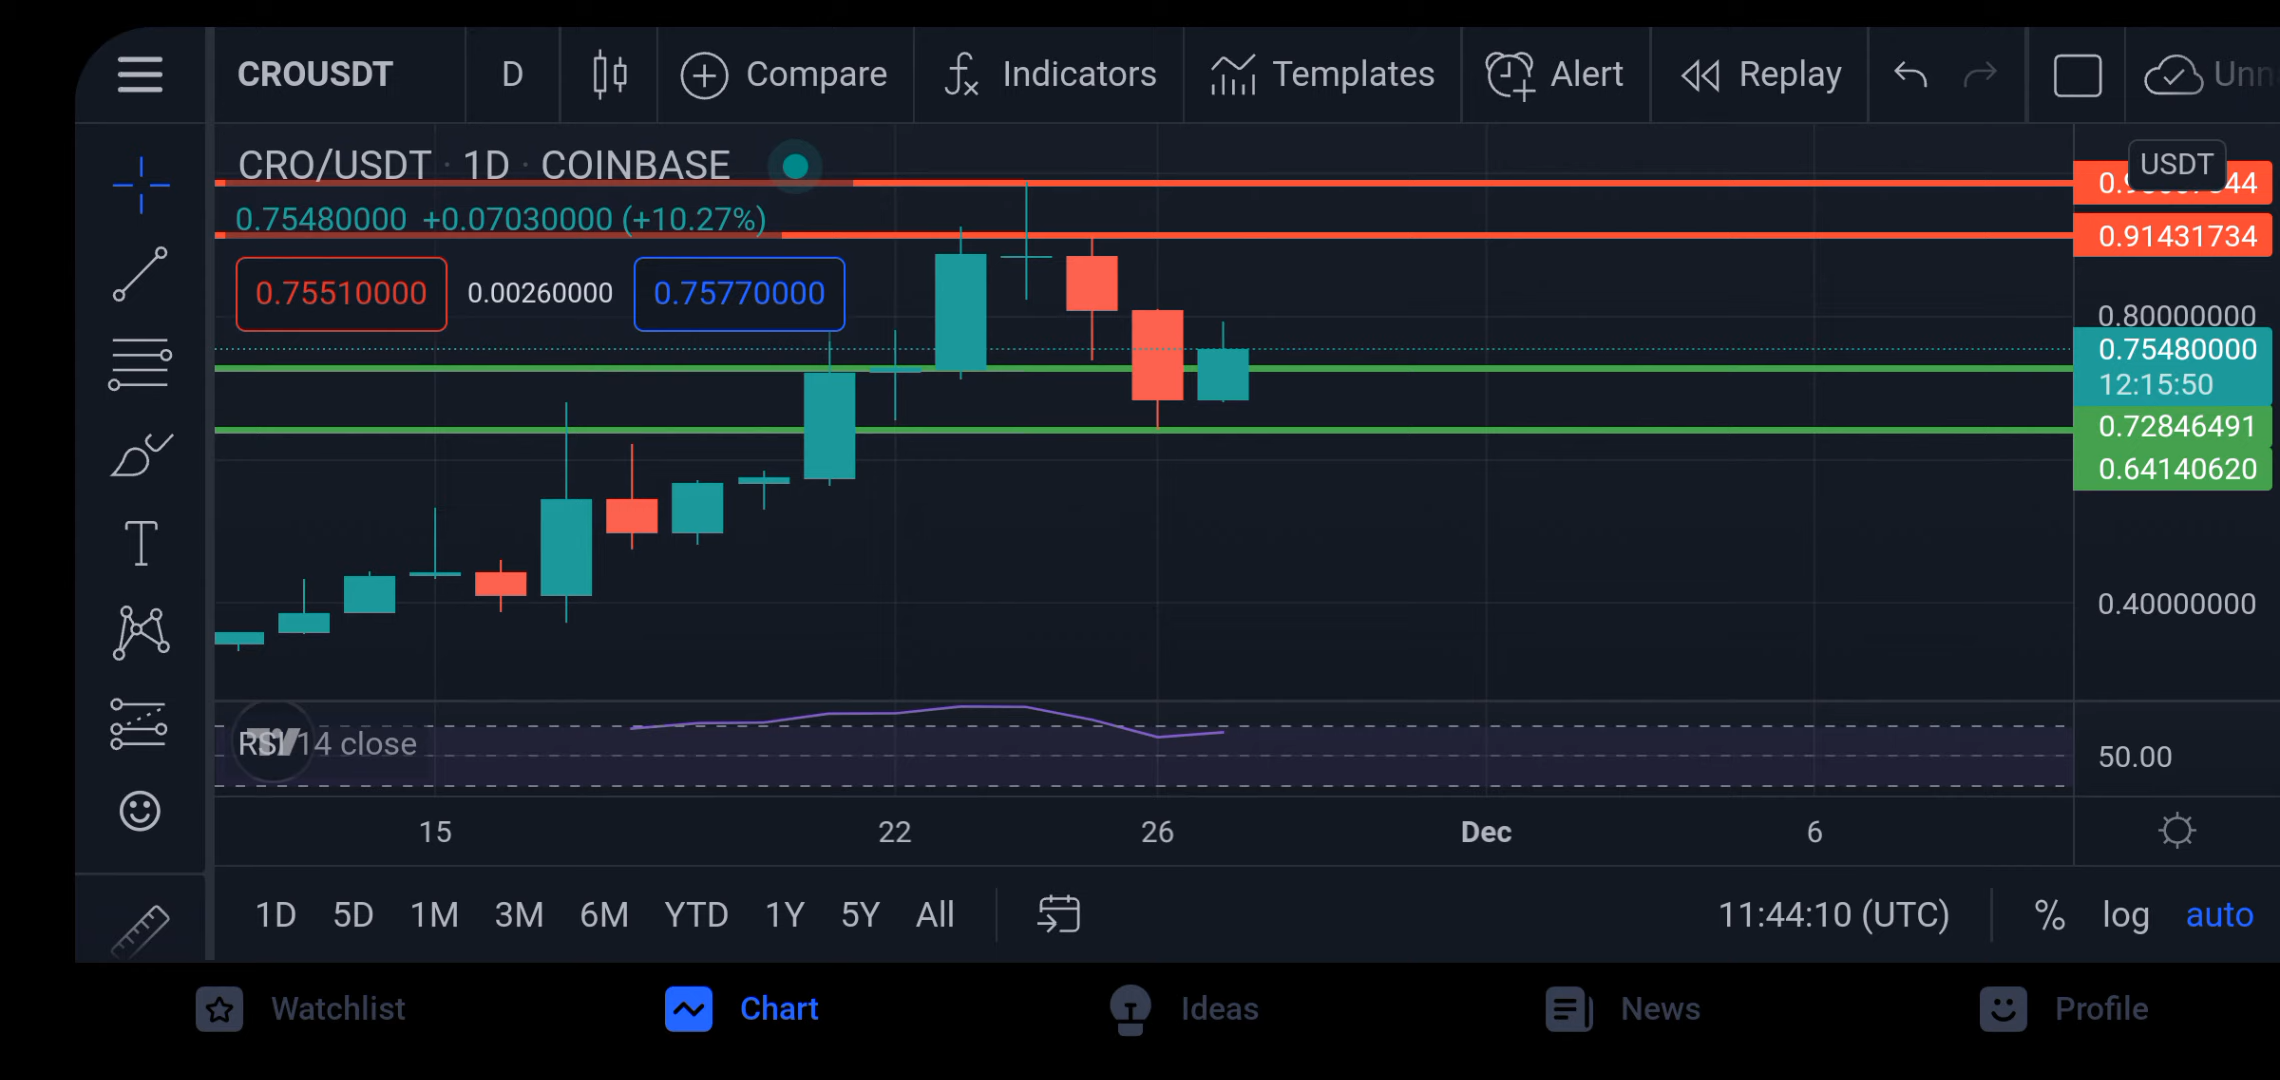 CROUSDT D Compare Indicators Templates Alert Replay
CRO/USDT · 1D · COINBASE
USDT
0.75480000 +0.07030000 (+10.27%)
0.91431734
0.75510000 0.00260000 0.75770000
0.80000000
0.75480000
12:15:50
0.72846491
0.64140620
0.40000000
RSI 14 close
50.00
15 22 26 Dec 6
1D 5D 1M 3M 6M YTD 1Y 5Y All 11:44:10 (UTC) % log auto
Watchlist Chart Ideas News Profile